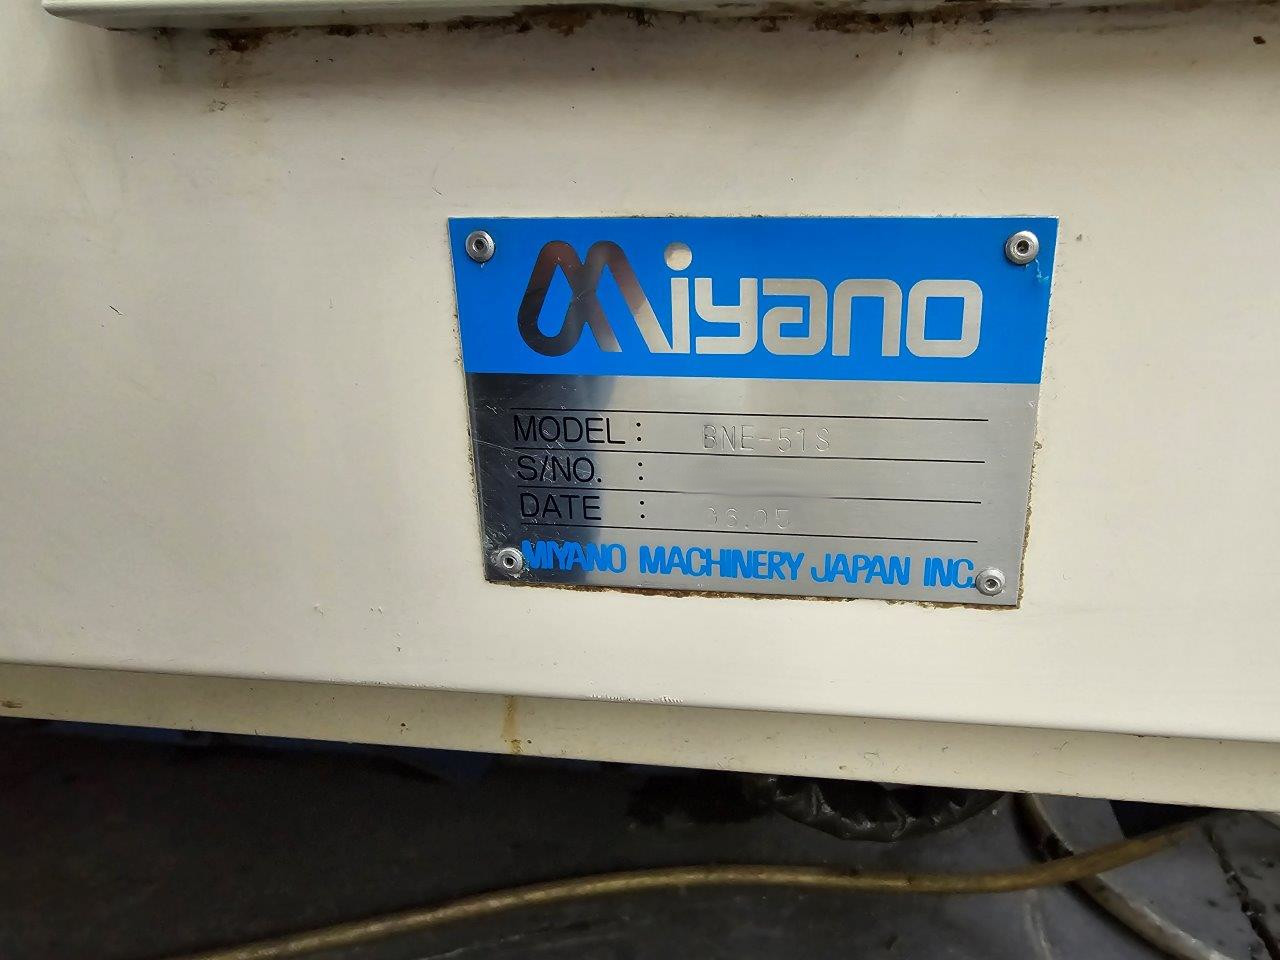 Miyano
MODEL: BNE-51S
S/NO. :
DATE : 06.05
MIYANO MACHINERY JAPAN INC.